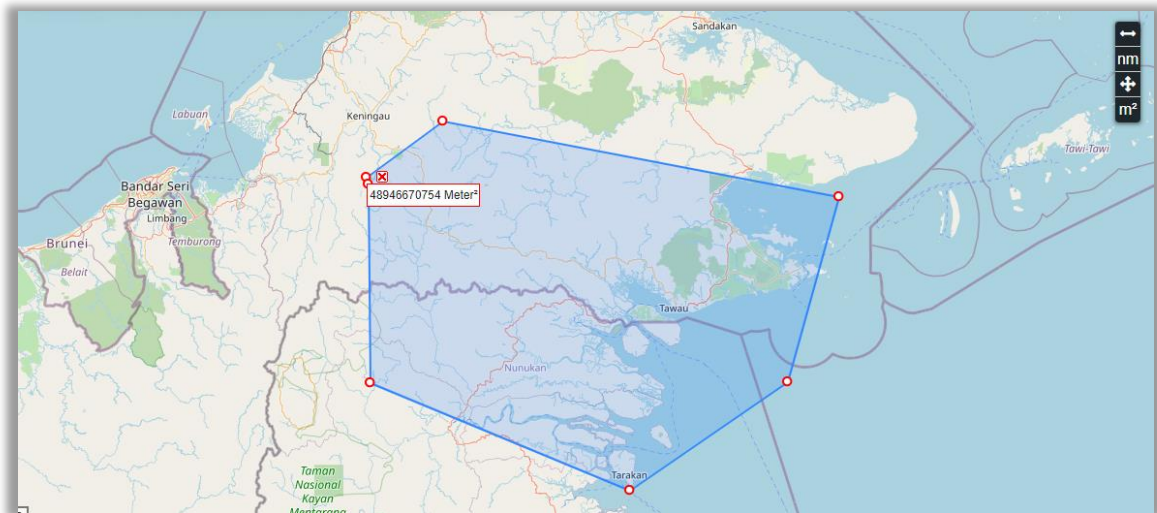 Sandakan
nm
m²
Labuan
Keningau
Tawi-Tawi
Bandar Seri
Begawan
Limbang
48946670754 Meter²
Brunei
Temburong
Belait
Tawau
Nunukan
Tarakan
Taman
Nasional
Kayan
Mentarang